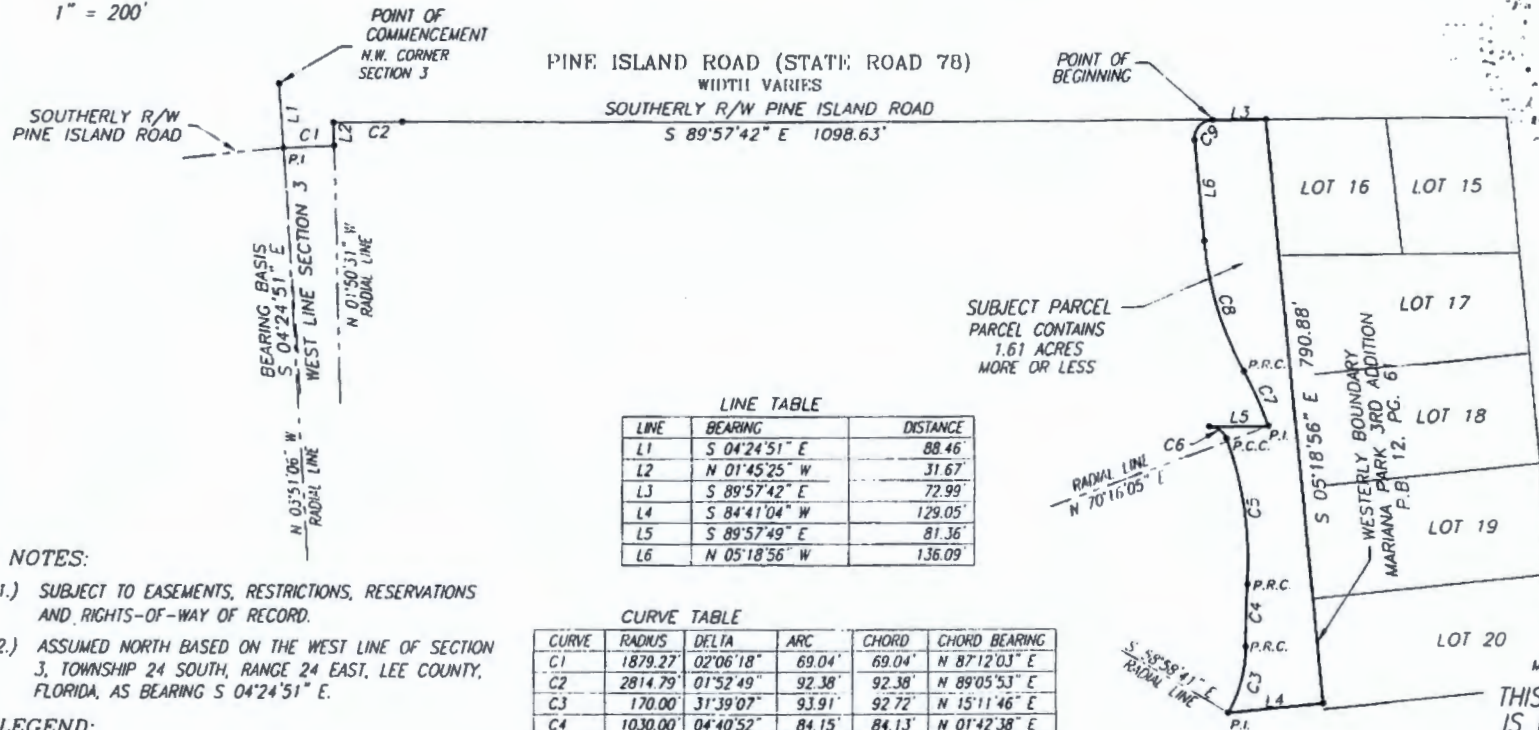 1" = 200'
POINT OF
COMMENCEMENT
N.W. CORNER
SECTION 3
PINE ISLAND ROAD (STATE ROAD 78)
WIDTH VARIES
SOUTHERLY R/W PINE ISLAND ROAD
S 89°57'42" E 1098.63'
POINT OF
BEGINNING
SOUTHERLY R/W
PINE ISLAND ROAD
L1
C1
L2
C2
P.I.
L3
C9
L6
LOT 16
LOT 15
BEARING BASIS
S 04°24'51" E
WEST LINE SECTION 3
N 01°50'31" W
RADIAL LINE
N 03°51'06" W
RADIAL LINE
SUBJECT PARCEL
PARCEL CONTAINS
1.61 ACRES
MORE OR LESS
C8
LOT 17
P.R.C.
C7
L5
P.I.
C6
P.C.C.
LOT 18
RADIAL LINE
N 70°16'05" E
C5
S 05°18'56" E 790.88'
WESTERLY BOUNDARY
MARIANA PARK 3RD ADDITION
P.B. 12, PG. 61
LOT 19
P.R.C.
C4
P.R.C.
LOT 20
RADIAL LINE
C3
L4
P.I.
THIS
IS
LINE TABLE
LINE BEARING DISTANCE
L1 S 04°24'51" E 88.46'
L2 N 01°45'25" W 31.67'
L3 S 89°57'42" E 72.99'
L4 S 84°41'04" W 129.05'
L5 S 89°57'49" E 81.36'
L6 N 05°18'56" W 136.09'
CURVE TABLE
CURVE RADIUS DELTA ARC CHORD CHORD BEARING
C1 1879.27' 02°06'18" 69.04' 69.04' N 87°12'03" E
C2 2814.79' 01°52'49" 92.38' 92.38' N 89°05'53" E
C3 170.00' 31°39'07" 93.91' 92.72' N 15°11'46" E
C4 1030.00' 04°40'52" 84.15' 84.13' N 01°42'38" E
NOTES:
1.) SUBJECT TO EASEMENTS, RESTRICTIONS, RESERVATIONS
AND RIGHTS-OF-WAY OF RECORD.
2.) ASSUMED NORTH BASED ON THE WEST LINE OF SECTION
3, TOWNSHIP 24 SOUTH, RANGE 24 EAST, LEE COUNTY,
FLORIDA, AS BEARING S 04°24'51" E.
LEGEND: